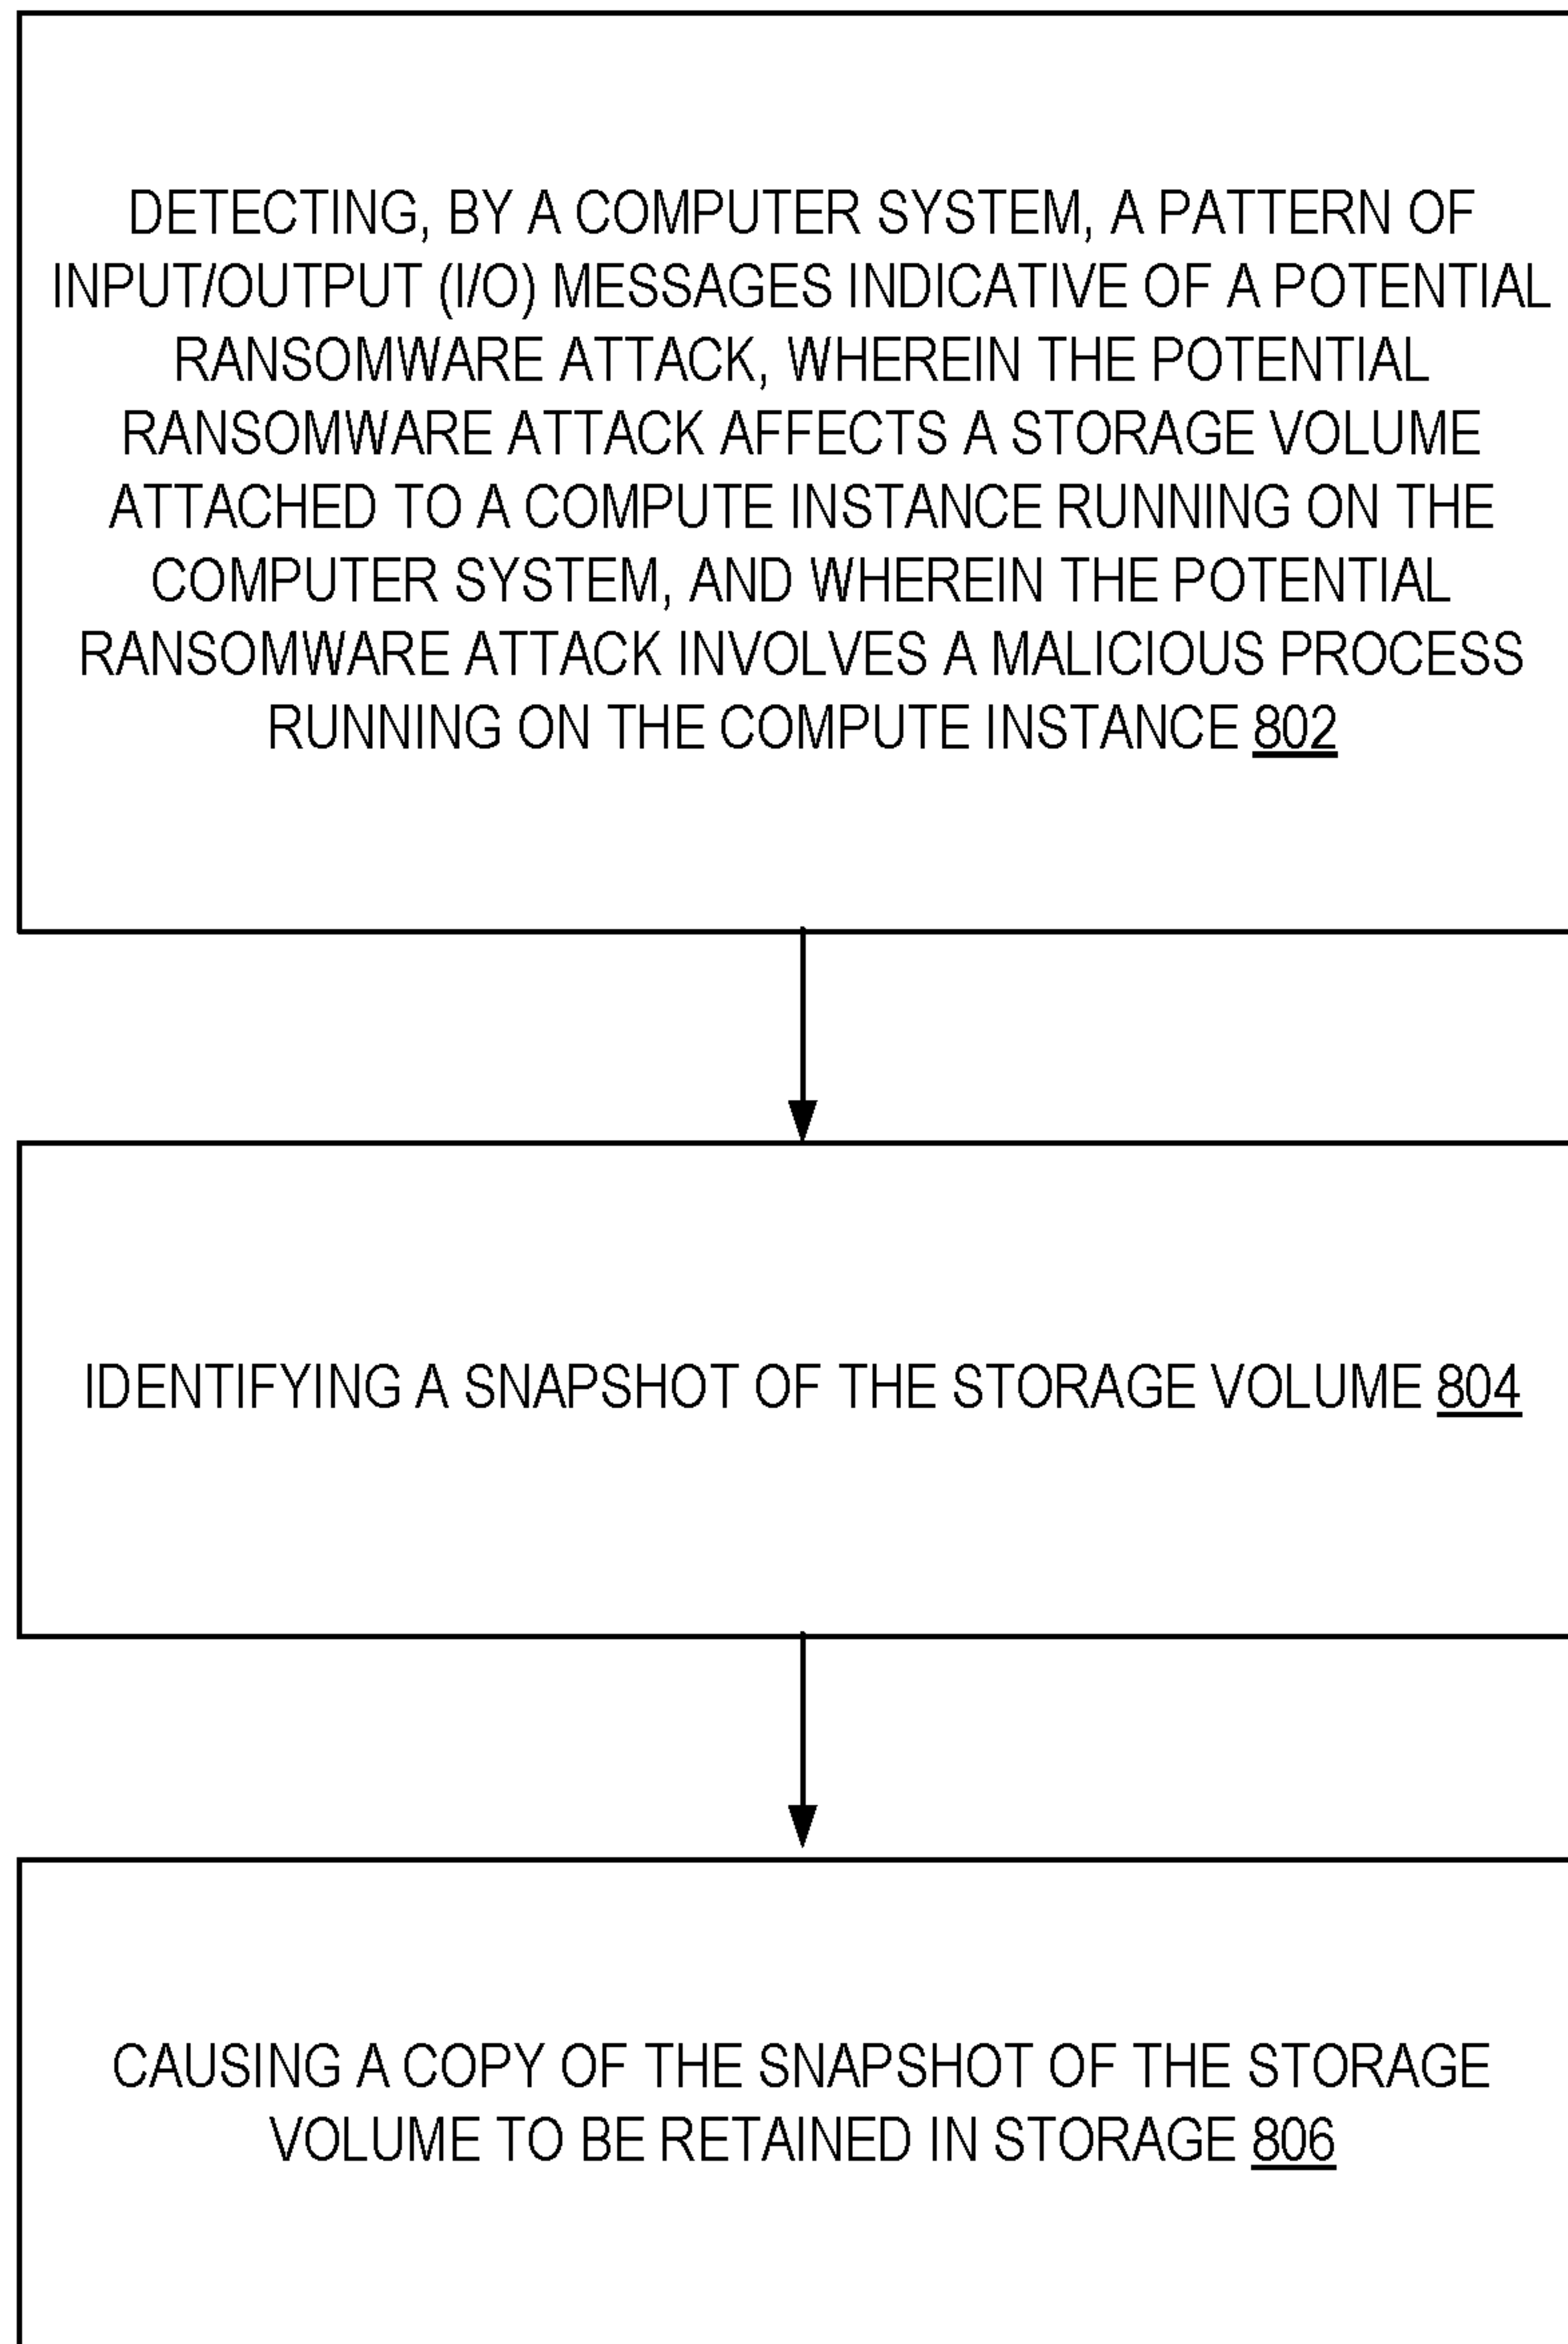 DETECTING, BY A COMPUTER SYSTEM, A PATTERN OF
INPUT/OUTPUT (I/O) MESSAGES INDICATIVE OF A POTENTIAL
RANSOMWARE ATTACK, WHEREIN THE POTENTIAL
RANSOMWARE ATTACK AFFECTS A STORAGE VOLUME
ATTACHED TO A COMPUTE INSTANCE RUNNING ON THE
COMPUTER SYSTEM, AND WHEREIN THE POTENTIAL
RANSOMWARE ATTACK INVOLVES A MALICIOUS PROCESS
RUNNING ON THE COMPUTE INSTANCE 802
IDENTIFYING A SNAPSHOT OF THE STORAGE VOLUME 804
CAUSING A COPY OF THE SNAPSHOT OF THE STORAGE
VOLUME TO BE RETAINED IN STORAGE 806